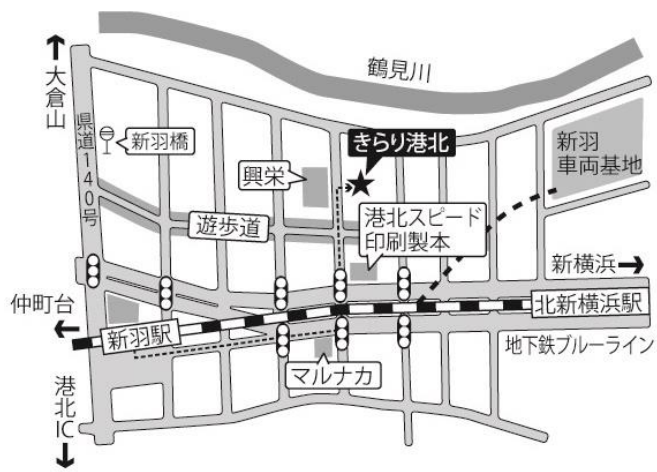 鶴見川
大倉山
県道140号
新羽橋
きらり港北
興栄
新羽
車両基地
港北スピード
印刷製本
遊歩道
新横浜
仲町台
北新横浜駅
新羽駅
地下鉄ブルーライン
マルナカ
港北IC